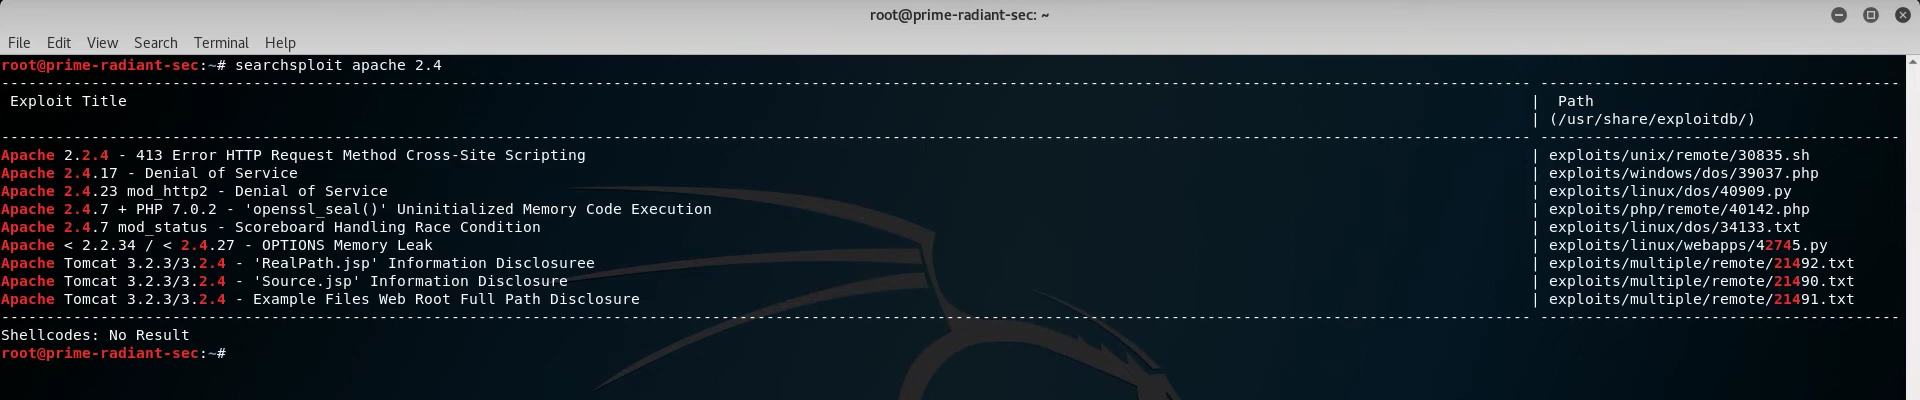 root@prime-radiant-sec: ~
File Edit View Search Terminal Help
root@prime-radiant-sec:~# searchsploit apache 2.4
Exploit Title | Path
| (/usr/share/exploitdb/)
Apache 2.2.4 - 413 Error HTTP Request Method Cross-Site Scripting | exploits/unix/remote/30835.sh
Apache 2.4.17 - Denial of Service | exploits/windows/dos/39037.php
Apache 2.4.23 mod_http2 - Denial of Service | exploits/linux/dos/40909.py
Apache 2.4.7 + PHP 7.0.2 - 'openssl_seal()' Uninitialized Memory Code Execution | exploits/php/remote/40142.php
Apache 2.4.7 mod_status - Scoreboard Handling Race Condition | exploits/linux/dos/34133.txt
Apache < 2.2.34 / < 2.4.27 - OPTIONS Memory Leak | exploits/linux/webapps/42745.py
Apache Tomcat 3.2.3/3.2.4 - 'RealPath.jsp' Information Disclosuree | exploits/multiple/remote/21492.txt
Apache Tomcat 3.2.3/3.2.4 - 'Source.jsp' Information Disclosure | exploits/multiple/remote/21490.txt
Apache Tomcat 3.2.3/3.2.4 - Example Files Web Root Full Path Disclosure | exploits/multiple/remote/21491.txt
Shellcodes: No Result
root@prime-radiant-sec:~#